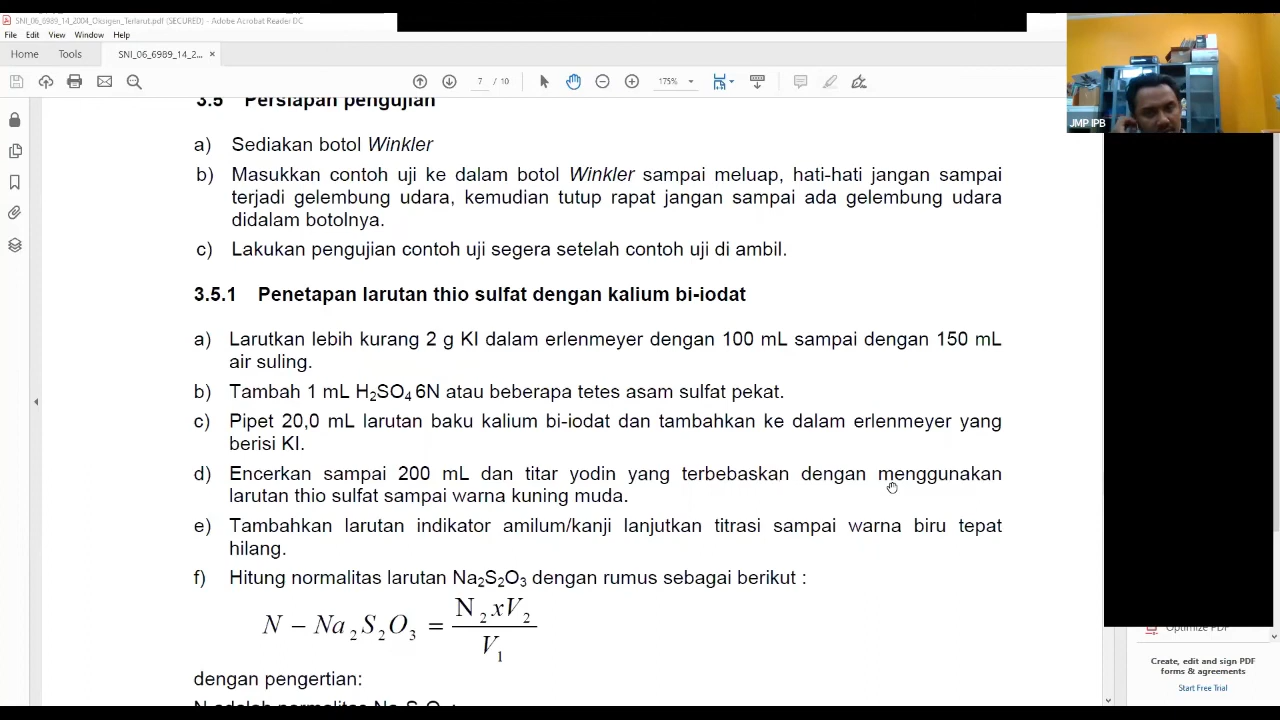 SNI_06_6989_14_2004_Oksigen_Terlarut.pdf (SECURED) - Adobe Acrobat Reader DC
File Edit View Window Help
Home Tools SNI_06_6989_14_2... ×
7 / 10 175%
JMP IPB
3.5 Persiapan pengujian
a) Sediakan botol Winkler
b) Masukkan contoh uji ke dalam botol Winkler sampai meluap, hati-hati jangan sampai
terjadi gelembung udara, kemudian tutup rapat jangan sampai ada gelembung udara
didalam botolnya.
c) Lakukan pengujian contoh uji segera setelah contoh uji di ambil.
3.5.1 Penetapan larutan thio sulfat dengan kalium bi-iodat
a) Larutkan lebih kurang 2 g KI dalam erlenmeyer dengan 100 mL sampai dengan 150 mL
air suling.
b) Tambah 1 mL H₂SO₄ 6N atau beberapa tetes asam sulfat pekat.
c) Pipet 20,0 mL larutan baku kalium bi-iodat dan tambahkan ke dalam erlenmeyer yang
berisi KI.
d) Encerkan sampai 200 mL dan titar yodin yang terbebaskan dengan menggunakan
larutan thio sulfat sampai warna kuning muda.
e) Tambahkan larutan indikator amilum/kanji lanjutkan titrasi sampai warna biru tepat
hilang.
f) Hitung normalitas larutan Na₂S₂O₃ dengan rumus sebagai berikut :
N – Na₂S₂O₃ = N₂xV₂ / V₁
dengan pengertian:
N adalah normalitas Na₂S₂O₃ ;
Optimize PDF
Create, edit and sign PDF
forms & agreements
Start Free Trial